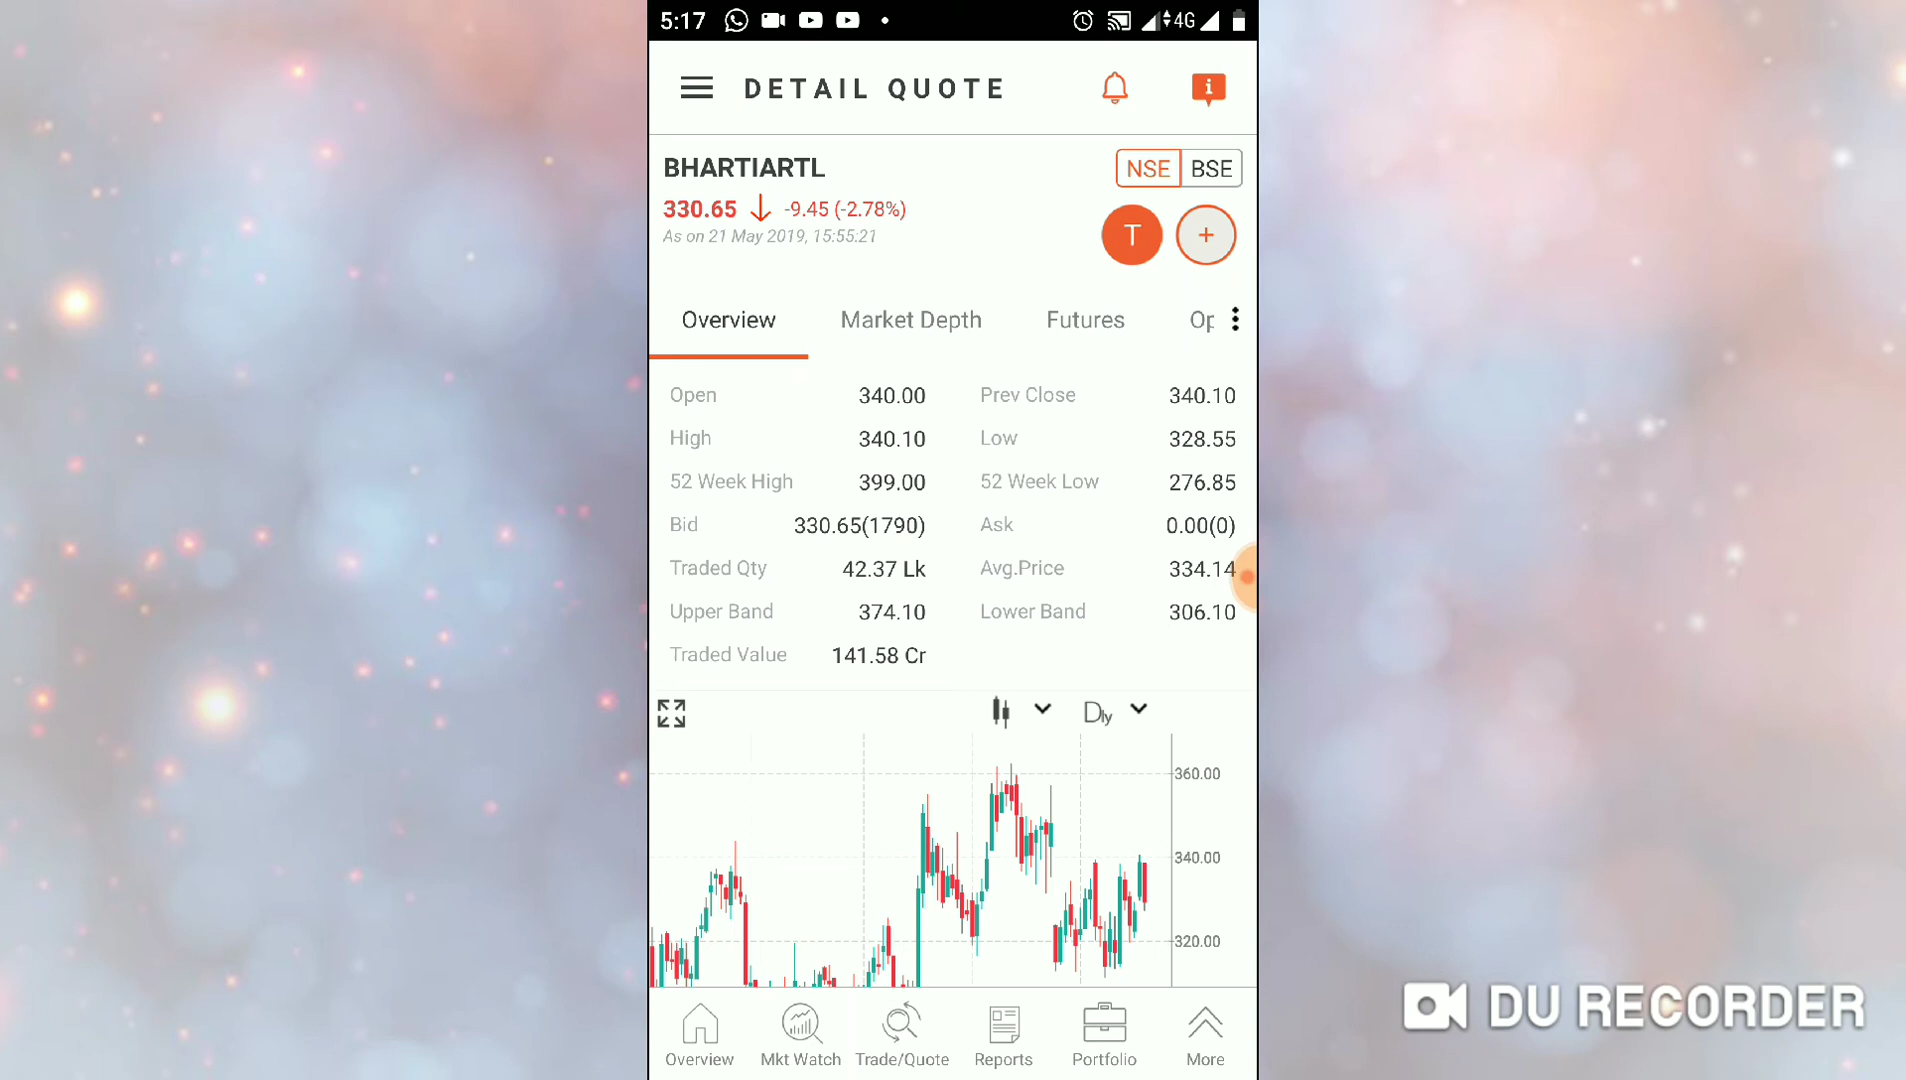 5:17 4G
DETAIL QUOTE i
BHARTIARTL NSE BSE
330.65 -9.45 (-2.78%)
As on 21 May 2019, 15:55:21 T +
Overview Market Depth Futures Op
Open 340.00 Prev Close 340.10
High 340.10 Low 328.55
52 Week High 399.00 52 Week Low 276.85
Bid 330.65(1790) Ask 0.00(0)
Traded Qty 42.37 Lk Avg.Price 334.14
Upper Band 374.10 Lower Band 306.10
Traded Value 141.58 Cr
Dly
360.00
340.00
320.00
Overview Mkt Watch Trade/Quote Reports Portfolio More
DU RECORDER